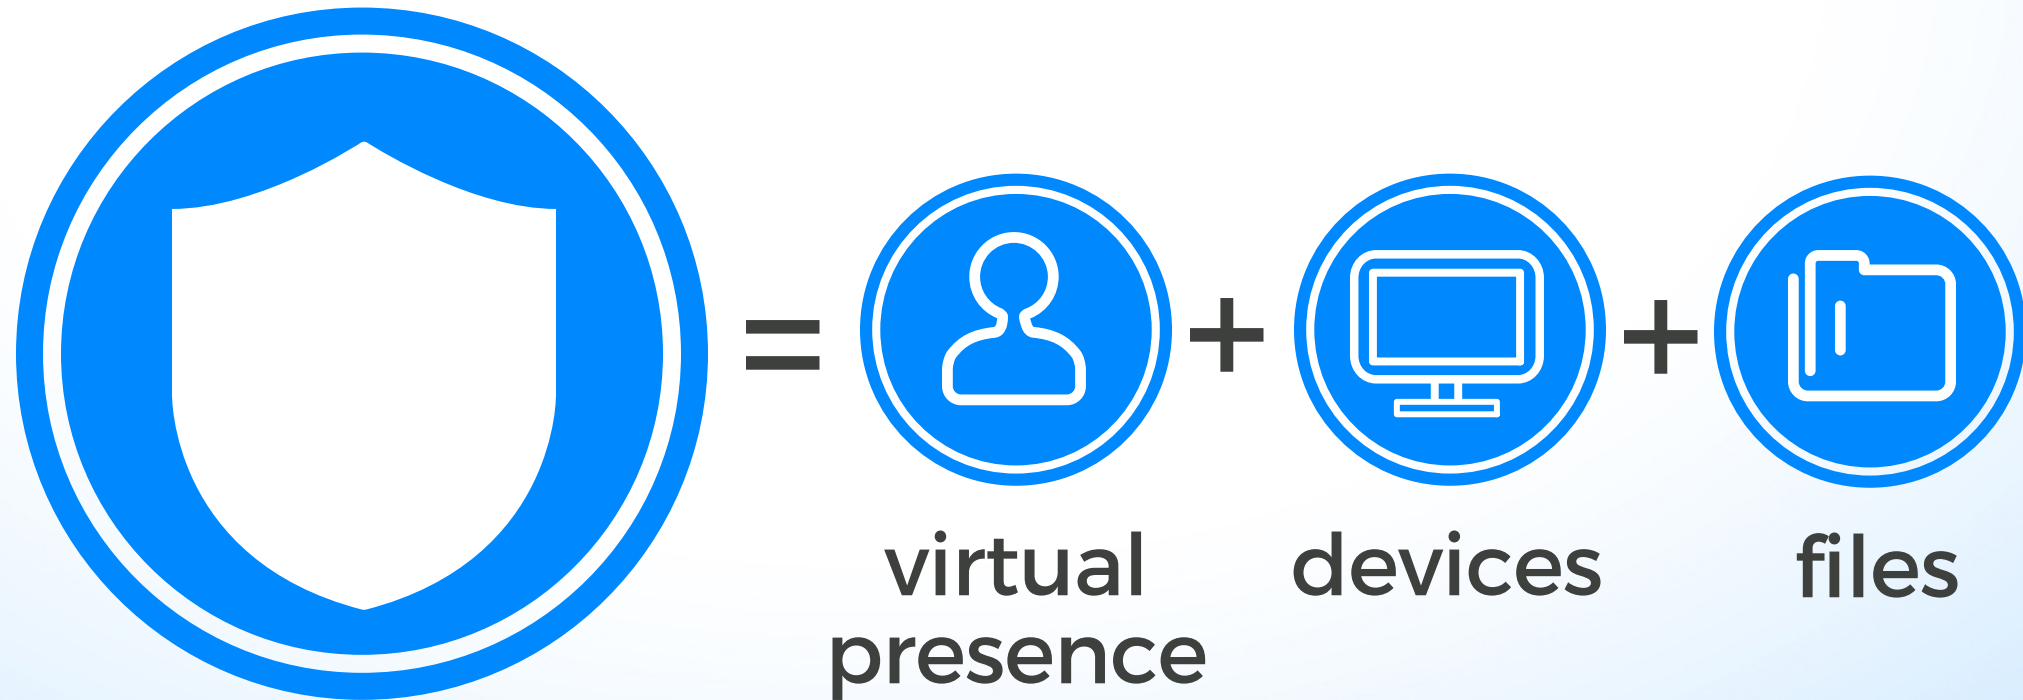 = + +
virtual
presence
devices
files